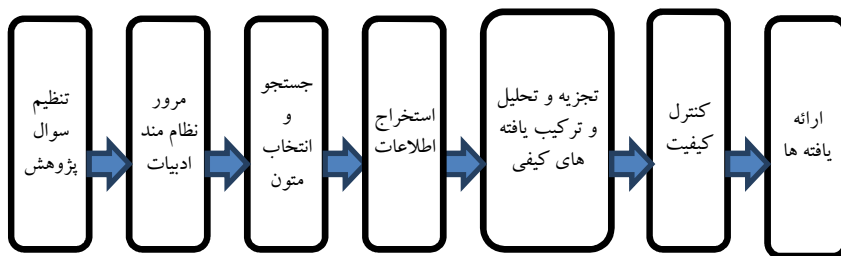 تنظیم
سوال
پژوهش
مرور
نظام مند
ادبیات
جستجو
و
انتخاب
متون
استخراج
اطلاعات
تجزیه و تحلیل
و ترکیب یافته
های کیفی
کنترل
کیفیت
ارائه
یافته ها